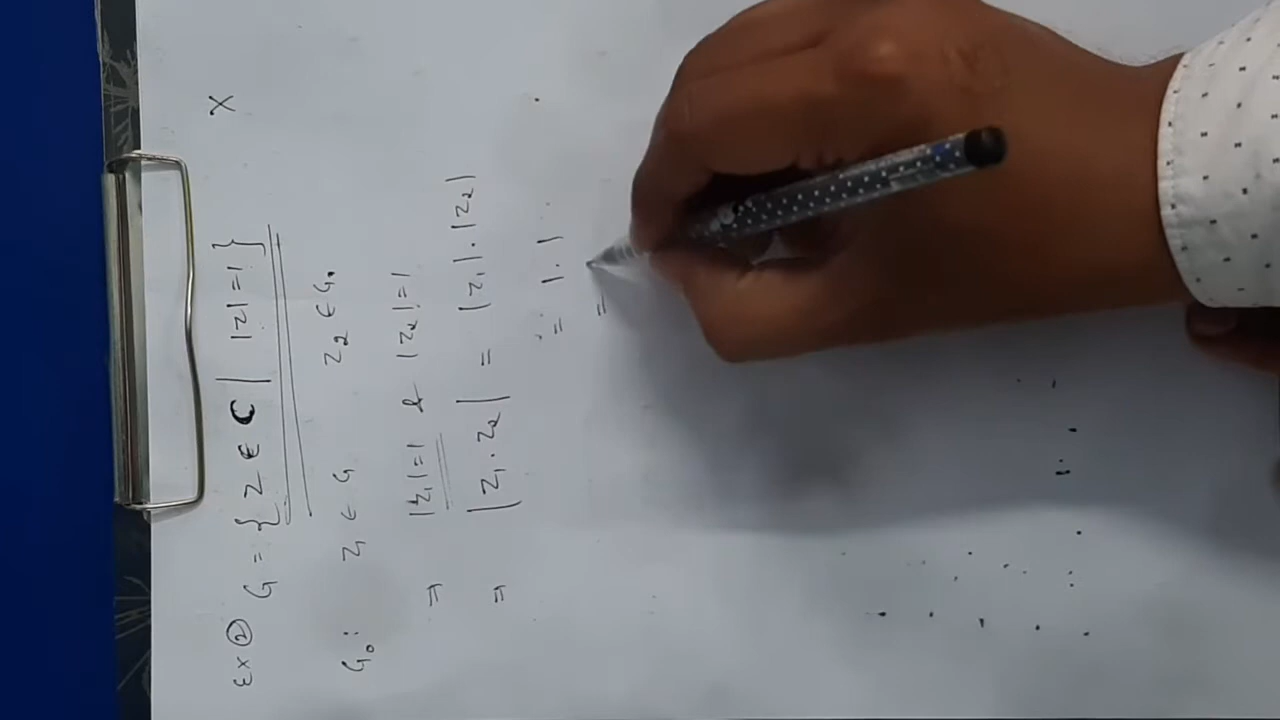 Ex ② G = { z ∈ C | |z| = 1 } X
G₀ : z₁ ∈ G z₂ ∈ G.
⇒ |z₁| = 1 & |z₂| = 1
⇒ |z₁ . z₂| = |z₁| . |z₂|
= 1 . 1
=